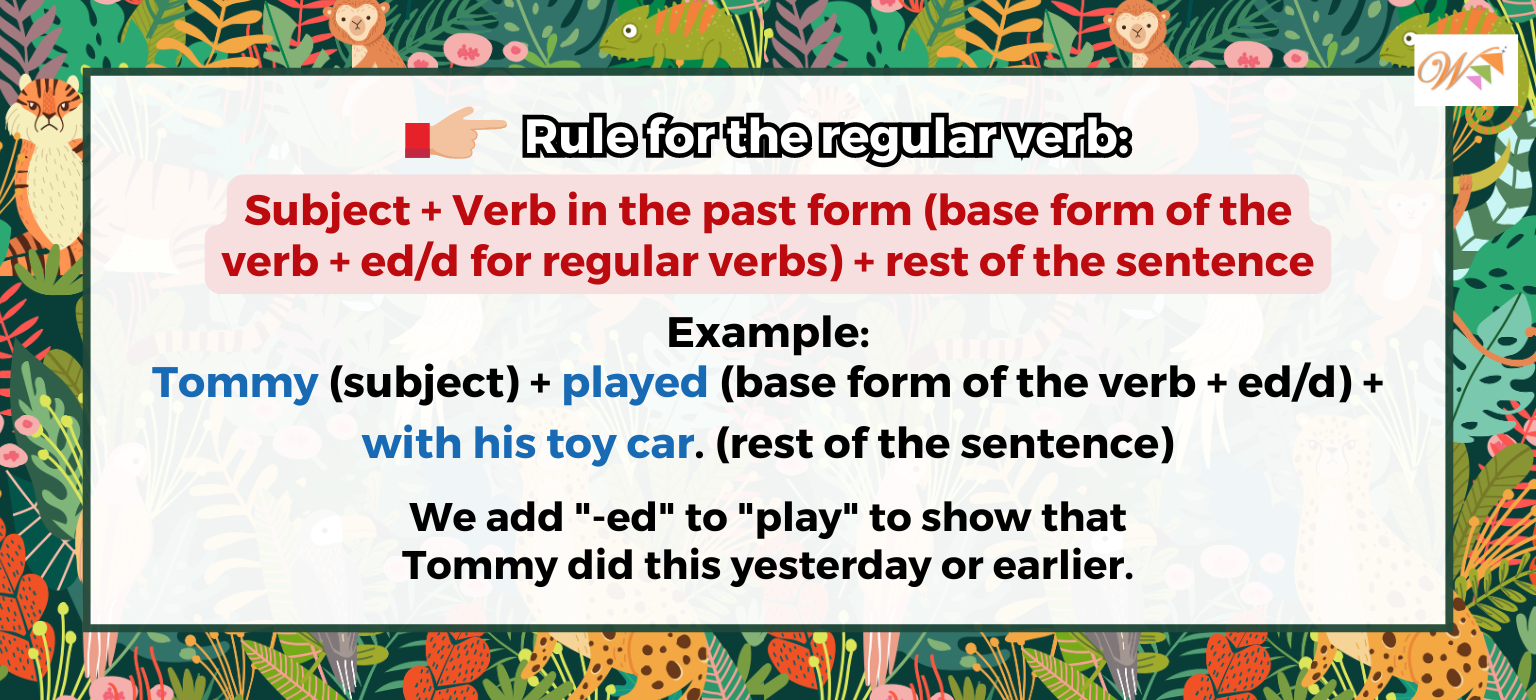 Rule for the regular verb:
Subject + Verb in the past form (base form of the
verb + ed/d for regular verbs) + rest of the sentence
Example:
Tommy (subject) + played (base form of the verb + ed/d) +
with his toy car. (rest of the sentence)
We add "-ed" to "play" to show that
Tommy did this yesterday or earlier.
W